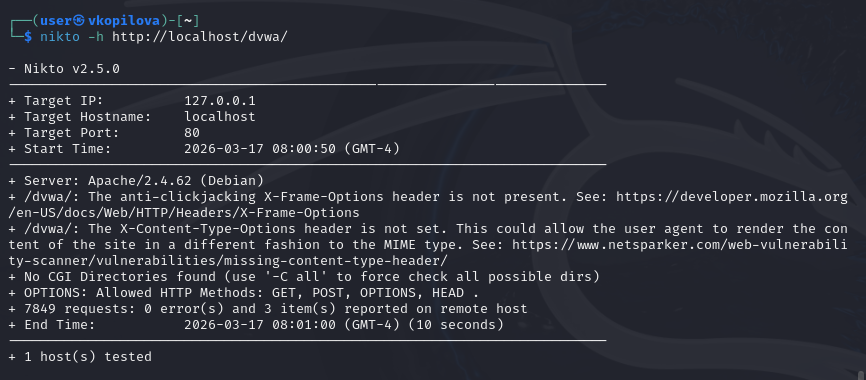 ┌──(user㉿vkopilova)-[~]
└─$ nikto -h http://localhost/dvwa/
- Nikto v2.5.0
---------------------------------------------------------------------------
+ Target IP:          127.0.0.1
+ Target Hostname:    localhost
+ Target Port:        80
+ Start Time:         2026-03-17 08:00:50 (GMT-4)
---------------------------------------------------------------------------
+ Server: Apache/2.4.62 (Debian)
+ /dvwa/: The anti-clickjacking X-Frame-Options header is not present. See: https://developer.mozilla.org
/en-US/docs/Web/HTTP/Headers/X-Frame-Options
+ /dvwa/: The X-Content-Type-Options header is not set. This could allow the user agent to render the con
tent of the site in a different fashion to the MIME type. See: https://www.netsparker.com/web-vulnerabili
ty-scanner/vulnerabilities/missing-content-type-header/
+ No CGI Directories found (use '-C all' to force check all possible dirs)
+ OPTIONS: Allowed HTTP Methods: GET, POST, OPTIONS, HEAD .
+ 7849 requests: 0 error(s) and 3 item(s) reported on remote host
+ End Time:           2026-03-17 08:01:00 (GMT-4) (10 seconds)
---------------------------------------------------------------------------
+ 1 host(s) tested